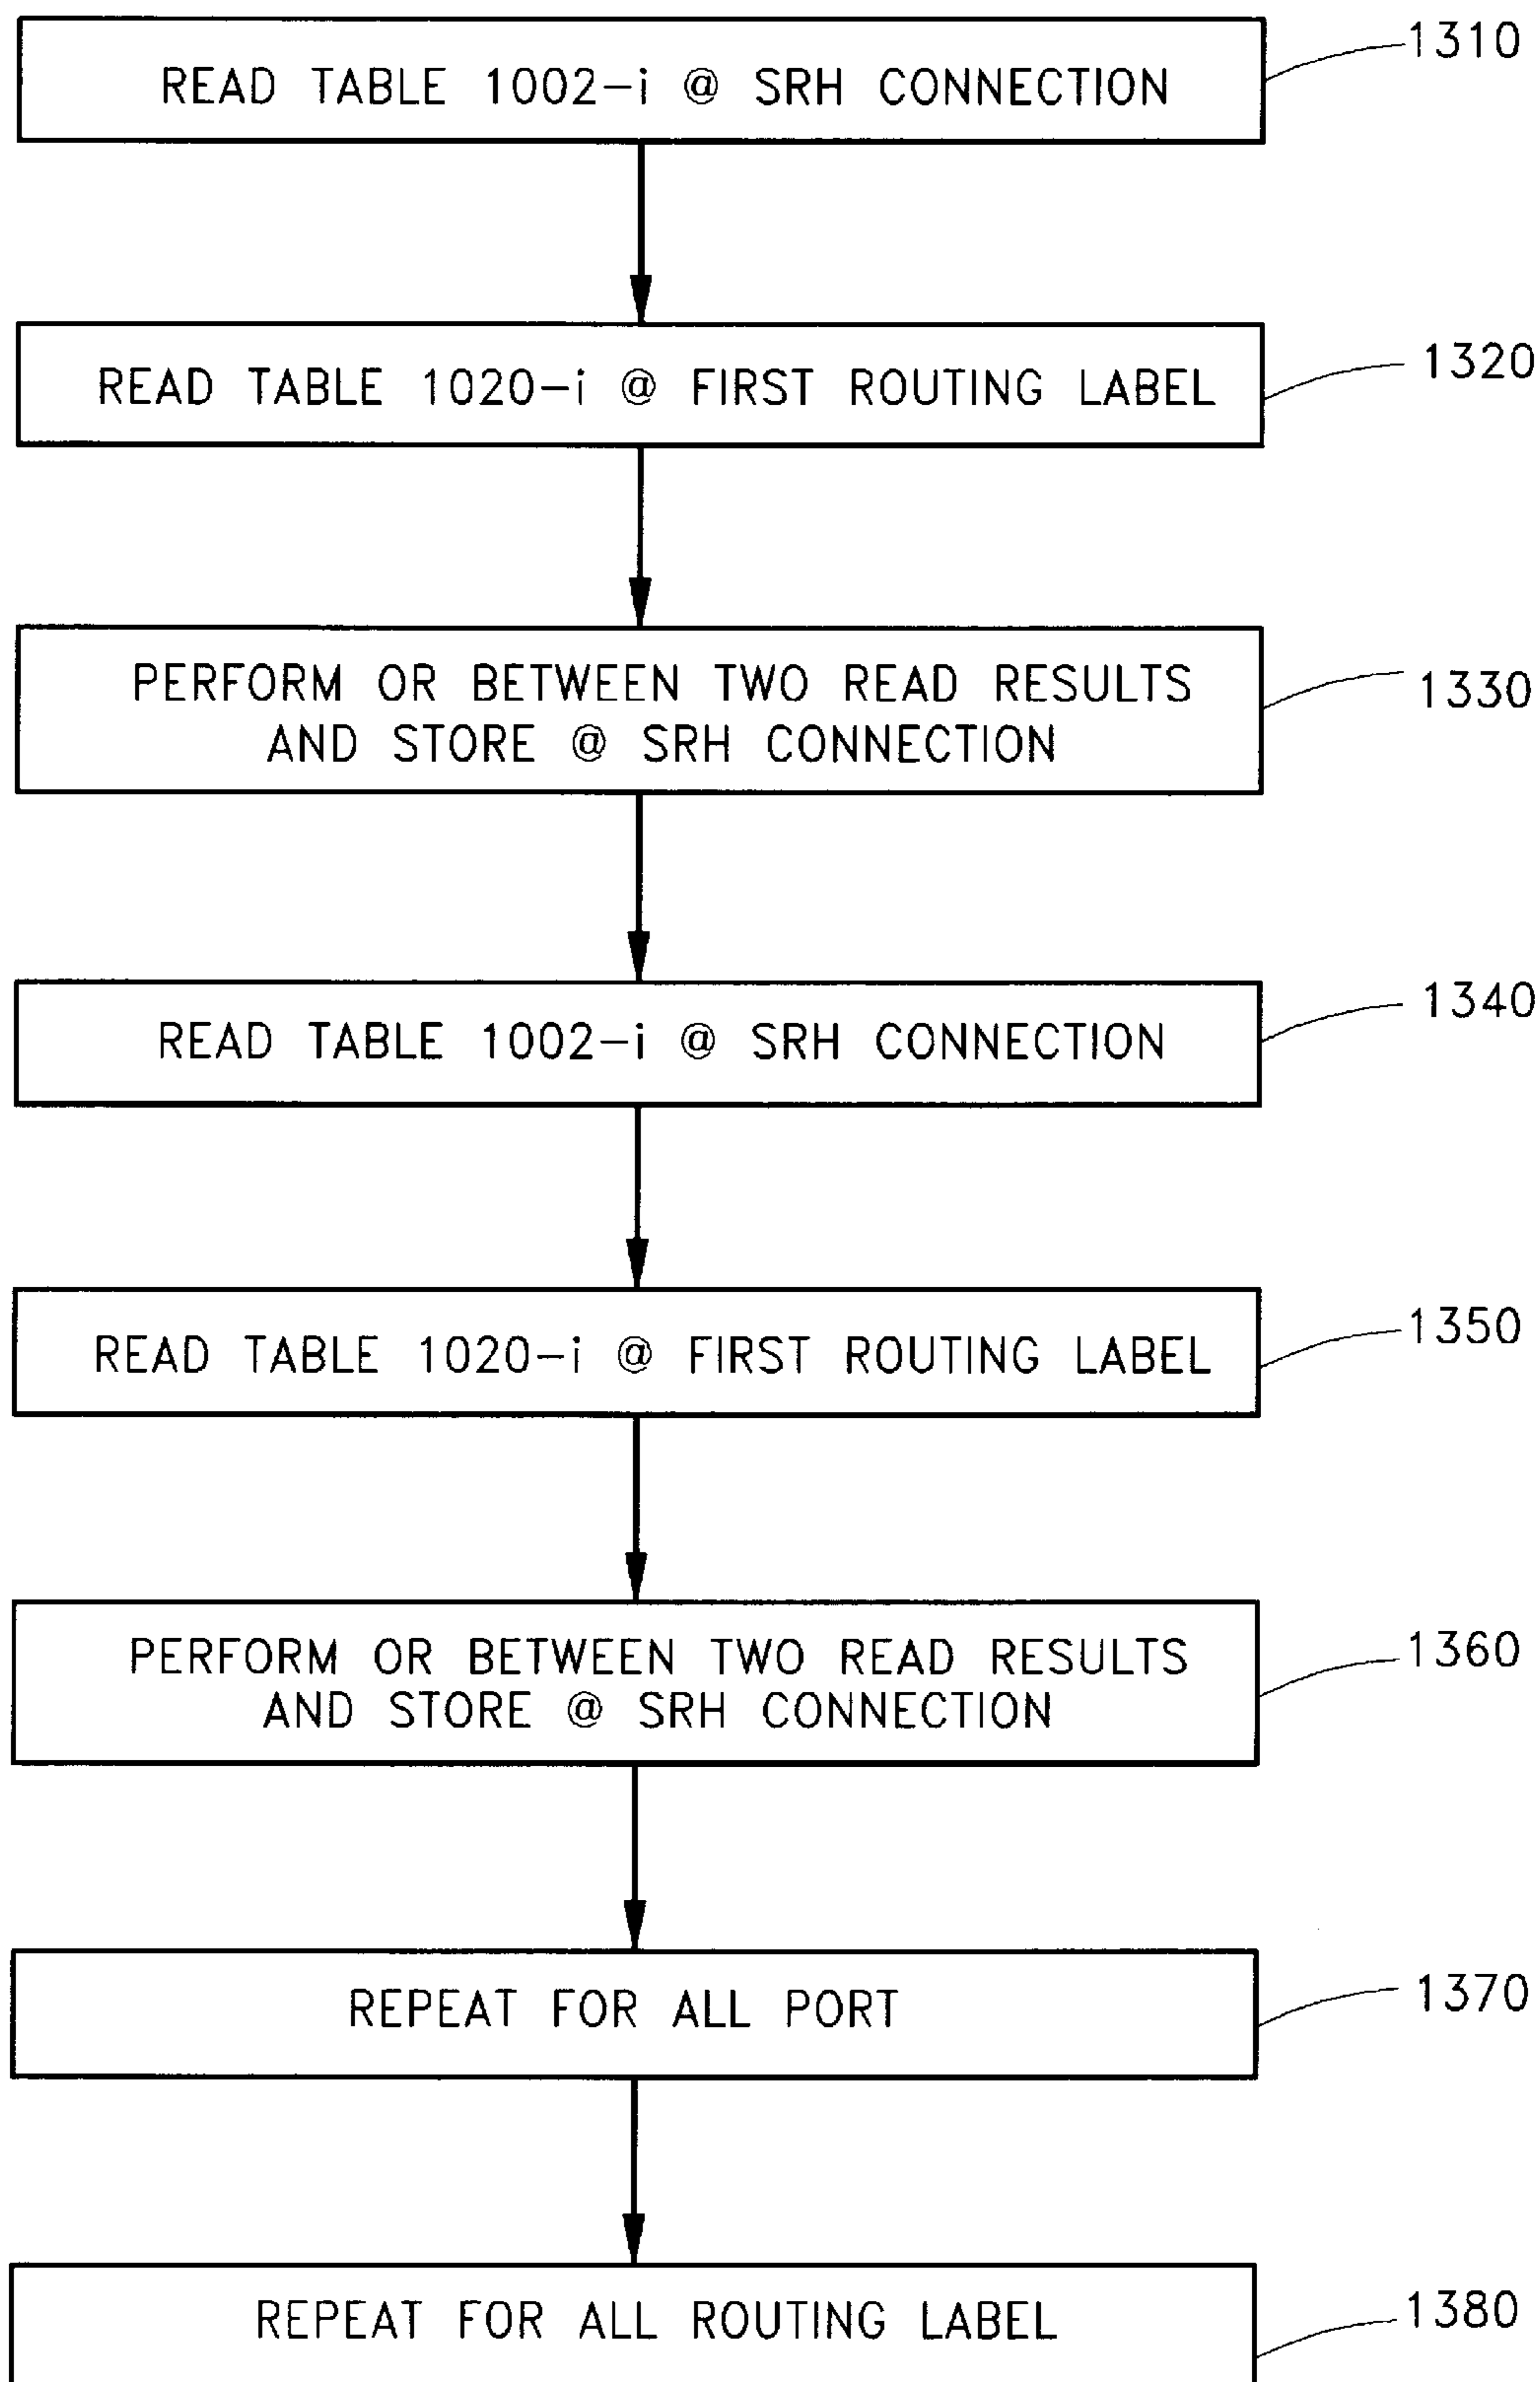 READ TABLE 1002-i @ SRH CONNECTION
1310
READ TABLE 1020-i @ FIRST ROUTING LABEL
1320
PERFORM OR BETWEEN TWO READ RESULTS
AND STORE @ SRH CONNECTION
1330
READ TABLE 1002-i @ SRH CONNECTION
1340
READ TABLE 1020-i @ FIRST ROUTING LABEL
1350
PERFORM OR BETWEEN TWO READ RESULTS
AND STORE @ SRH CONNECTION
1360
REPEAT FOR ALL PORT
1370
REPEAT FOR ALL ROUTING LABEL
1380